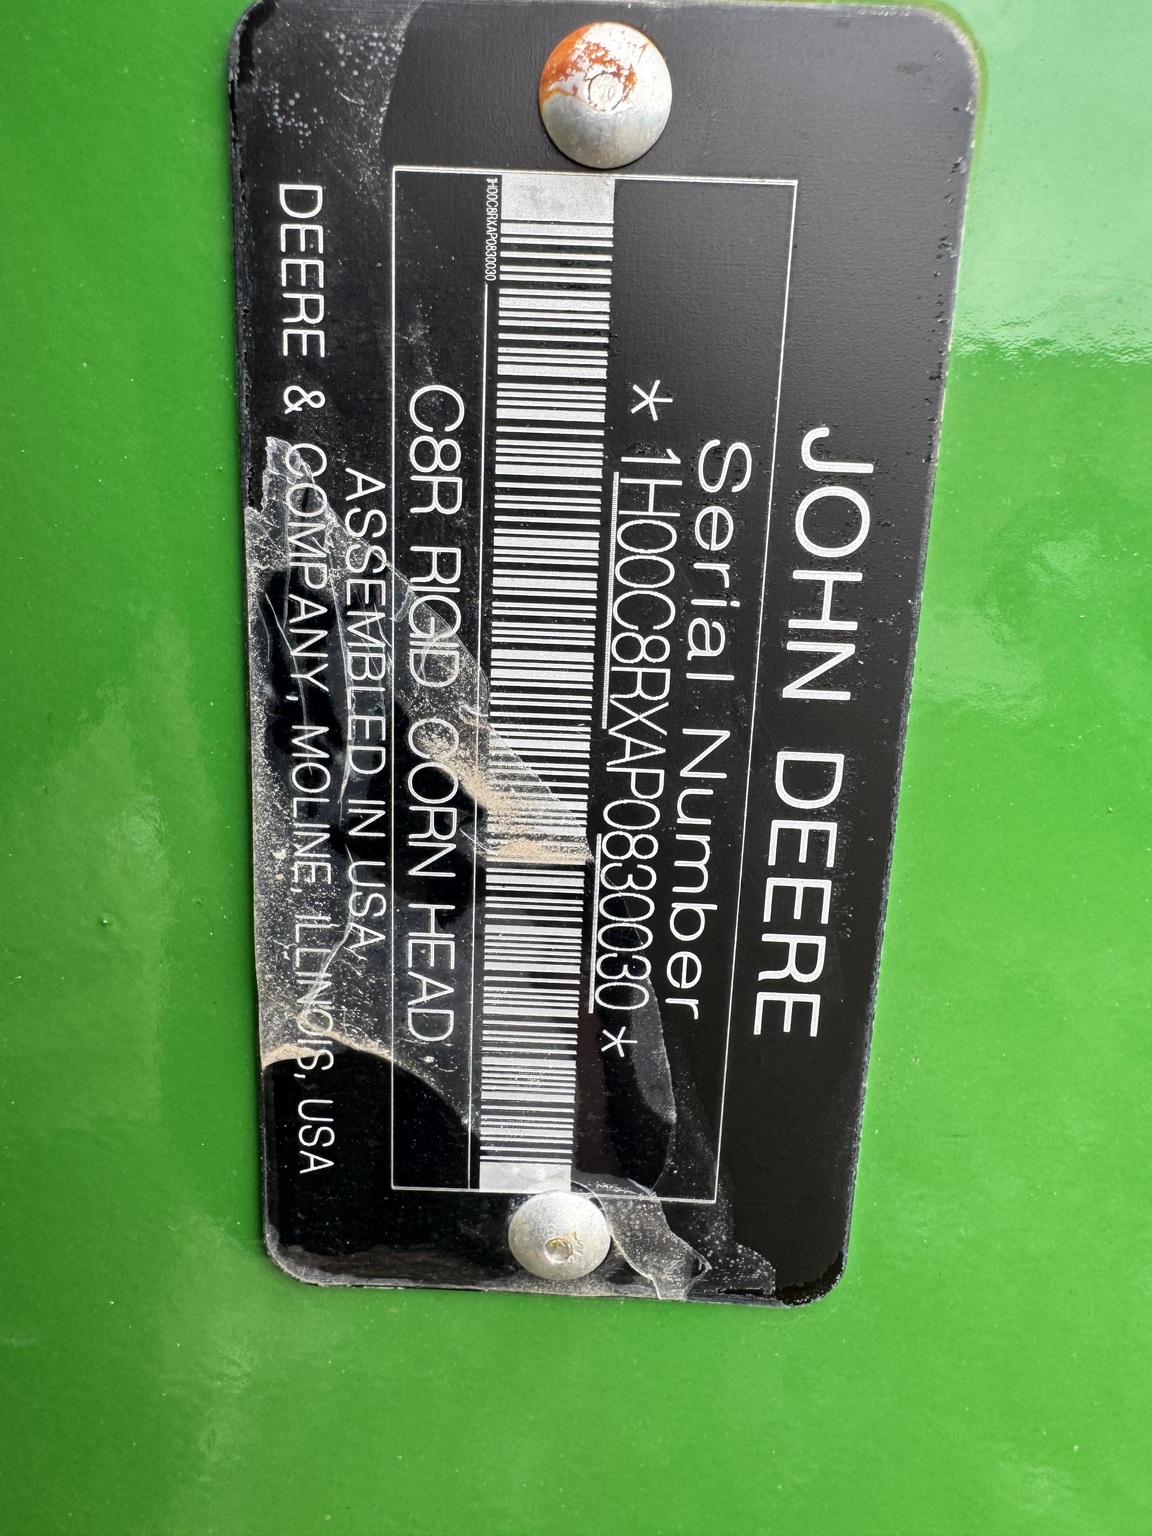 JOHN DEERE
Serial Number
* 1H00C8RXAP0830030 *
1H00C8RXAP0830030
C8R RIGID CORN HEAD
ASSEMBLED IN USA
DEERE & COMPANY, MOLINE, ILLINOIS, USA